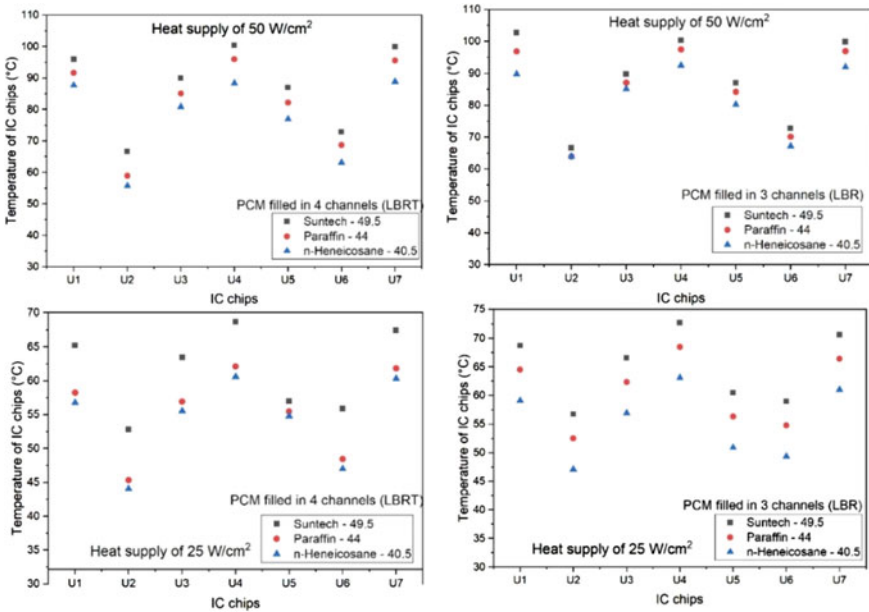 Heat supply of 50 W/cm²
Temperature of IC chips (°C)
110
100
90
80
70
60
50
40
30
PCM filled in 4 channels (LBRT)
Suntech - 49.5
Paraffin - 44
n-Heneicosane - 40.5
U1 U2 U3 U4 U5 U6 U7
IC chips
Heat supply of 50 W/cm²
Temperature of IC chips (°C)
110
100
90
80
70
60
50
40
30
PCM filled in 3 channels (LBR)
Suntech - 49.5
Paraffin - 44
n-Heneicosane - 40.5
U1 U2 U3 U4 U5 U6 U7
IC chips
Temperature of IC chips (°C)
70
65
60
55
50
45
40
35
30
PCM filled in 4 channels (LBRT)
Suntech - 49.5
Paraffin - 44
n-Heneicosane - 40.5
Heat supply of 25 W/cm²
U1 U2 U3 U4 U5 U6 U7
IC chips
Temperature of IC chips (°C)
75
70
65
60
55
50
45
40
35
30
PCM filled in 3 channels (LBR)
Suntech - 49.5
Paraffin - 44
n-Heneicosane - 40.5
Heat supply of 25 W/cm²
U1 U2 U3 U4 U5 U6 U7
IC chips